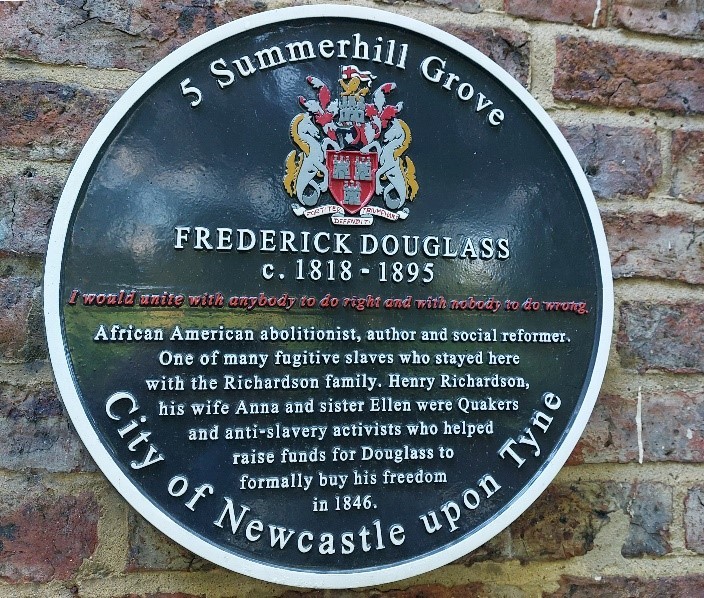 5 Summerhill Grove
FORTITER TRIUMPHANS
DEFENDIT
FREDERICK DOUGLASS
c. 1818 - 1895
I would unite with anybody to do right and with nobody to do wrong.
African American abolitionist, author and social reformer.
One of many fugitive slaves who stayed here
with the Richardson family. Henry Richardson,
his wife Anna and sister Ellen were Quakers
and anti-slavery activists who helped
raise funds for Douglass to
formally buy his freedom
in 1846.
City of Newcastle upon Tyne